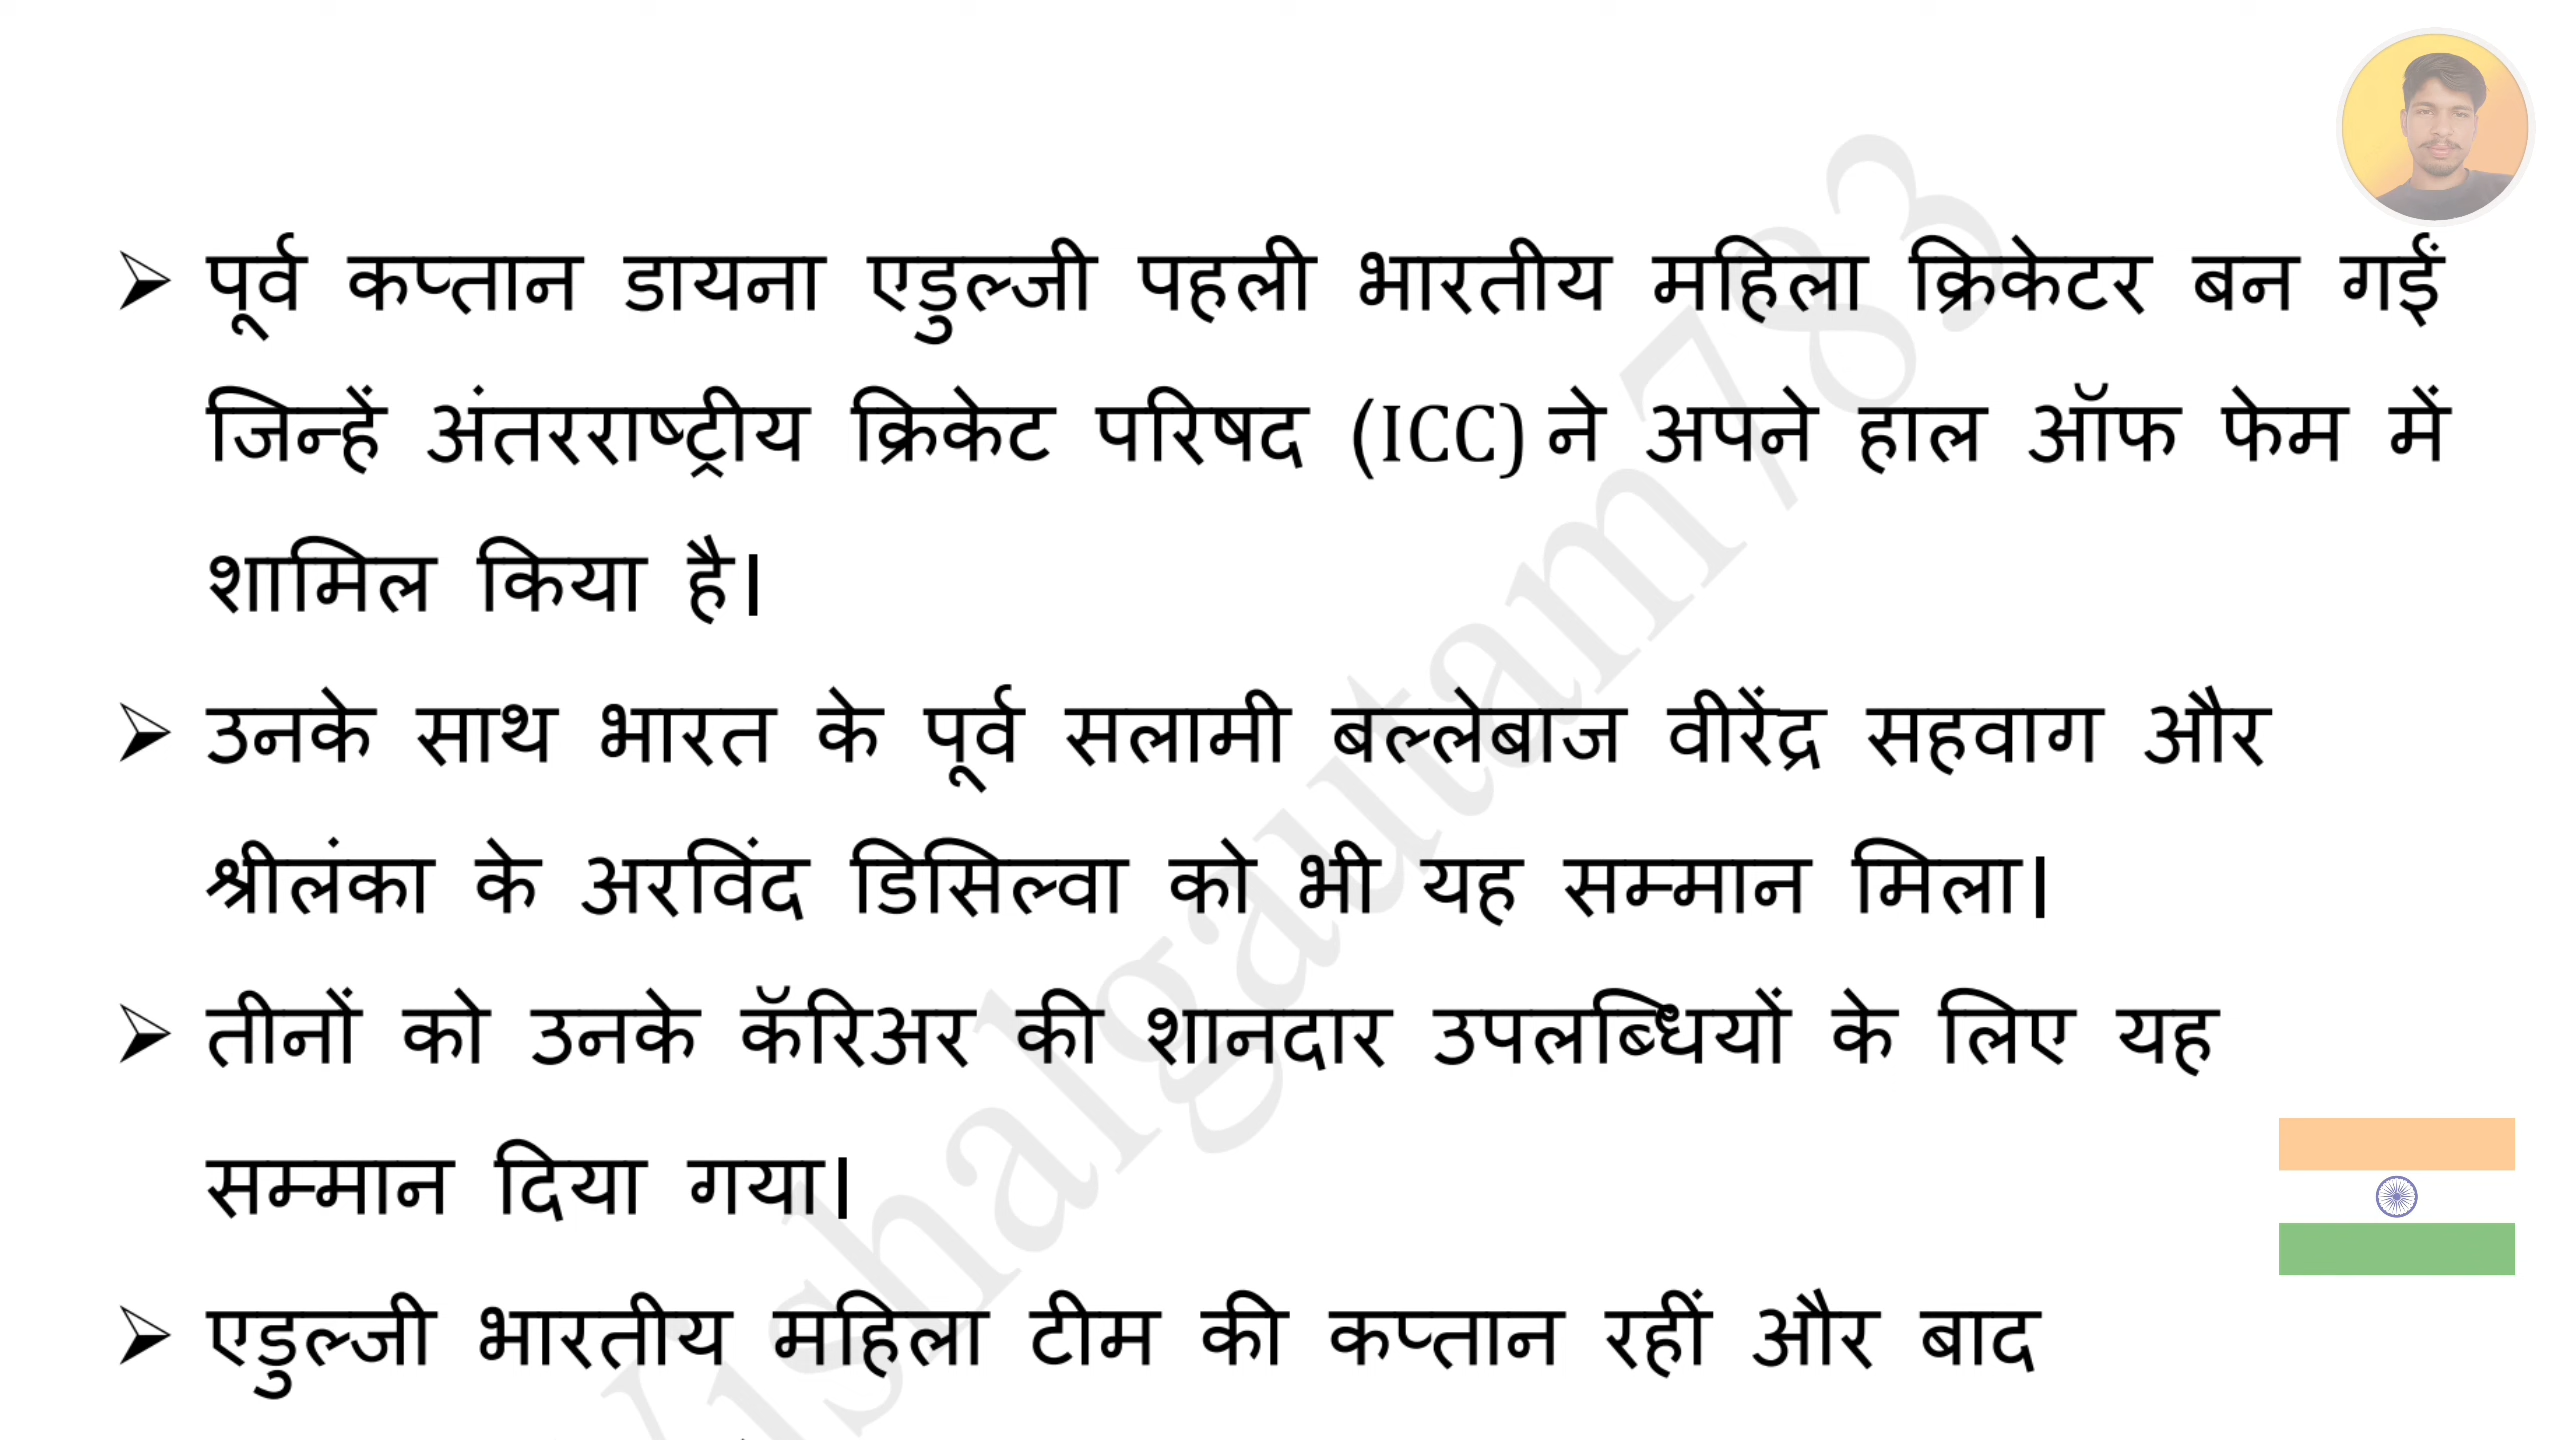 ➢ पूर्व कप्तान डायना एडुल्जी पहली भारतीय महिला क्रिकेटर बन गईं
जिन्हें अंतरराष्ट्रीय क्रिकेट परिषद (ICC) ने अपने हाल ऑफ फेम में
शामिल किया है।
➢ उनके साथ भारत के पूर्व सलामी बल्लेबाज वीरेंद्र सहवाग और
श्रीलंका के अरविंद डिसिल्वा को भी यह सम्मान मिला।
➢ तीनों को उनके कॅरिअर की शानदार उपलब्धियों के लिए यह
सम्मान दिया गया।
➢ एडुल्जी भारतीय महिला टीम की कप्तान रहीं और बाद
Vishalgautam783